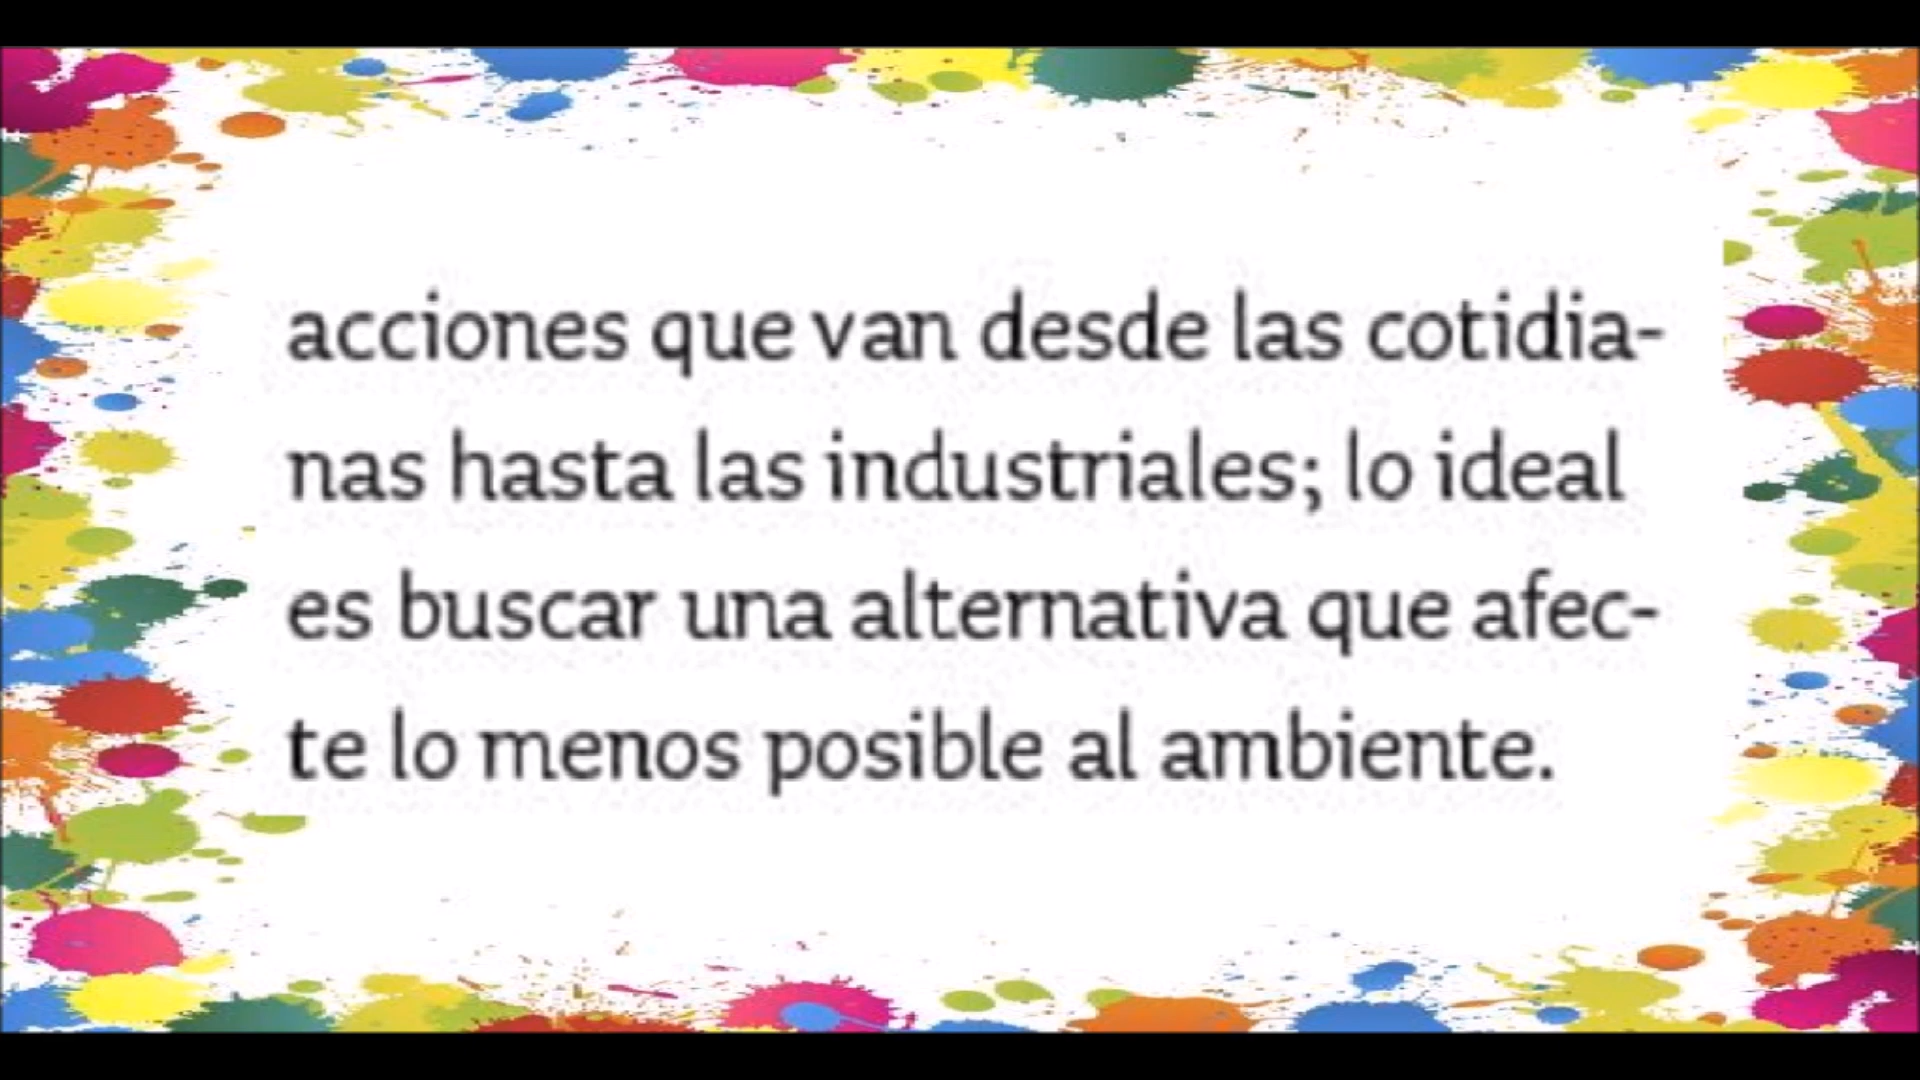 acciones que van desde las cotidia-
nas hasta las industriales; lo ideal
es buscar una alternativa que afec-
te lo menos posible al ambiente.